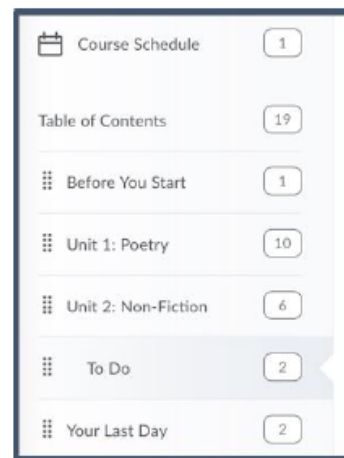 Course Schedule 1
Table of Contents 19
Before You Start 1
Unit 1: Poetry 10
Unit 2: Non-Fiction 6
To Do 2
Your Last Day 2